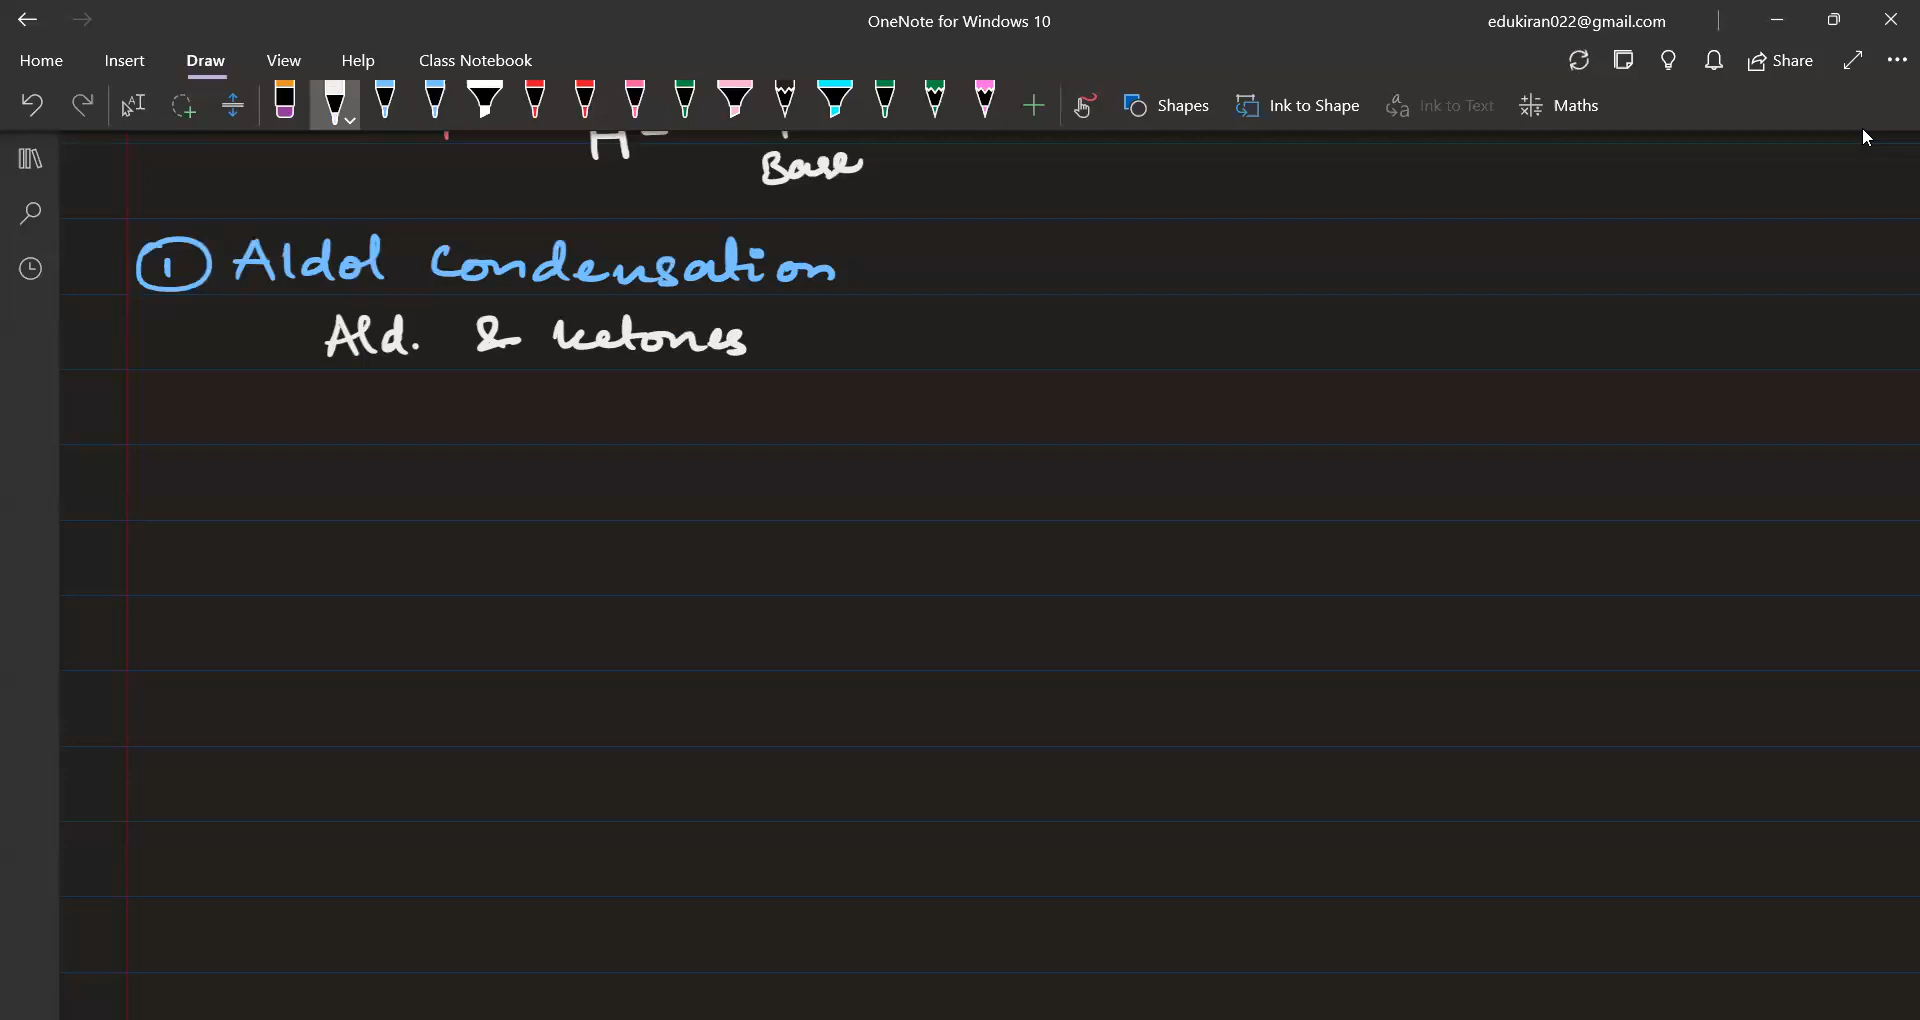 OneNote for Windows 10
edukiran022@gmail.com
Home Insert Draw View Help Class Notebook Share
Shapes Ink to Shape Ink to Text Maths
Base
① Aldol Condensation
Ald. & ketones